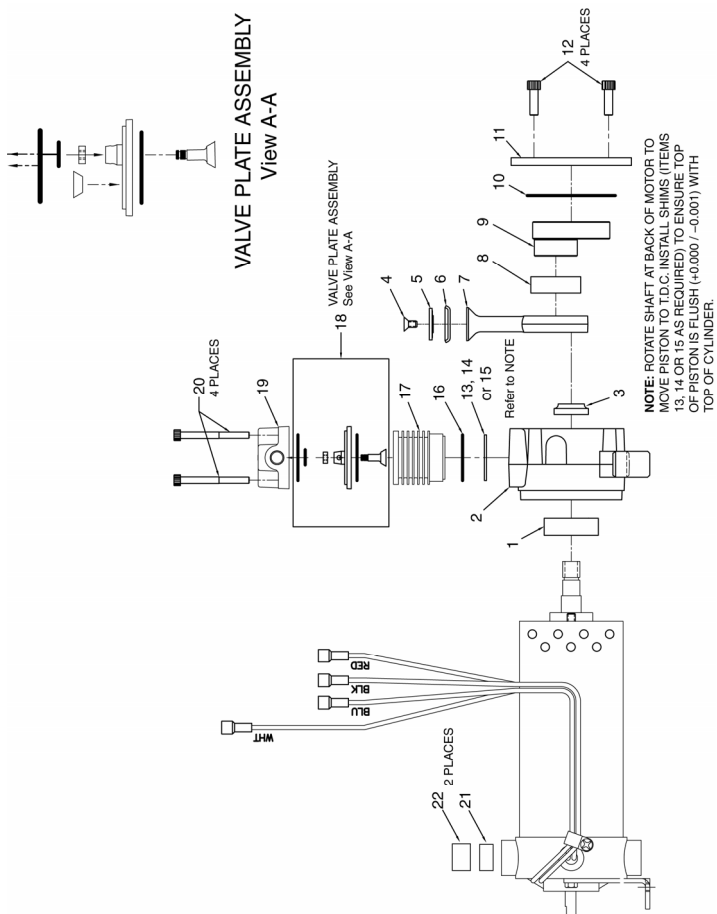 VALVE PLATE ASSEMBLY
View A-A
VALVE PLATE ASSEMBLY
See View A-A
18
20
4 PLACES
19
17
16
13, 14
or 15
Refer to NOTE
4
5
6
7
8
9
10
11
12
4 PLACES
3
2
1
RED
BLK
BLU
WHT
22
2 PLACES
21
NOTE: ROTATE SHAFT AT BACK OF MOTOR TO
MOVE PISTON TO T.D.C. INSTALL SHIMS (ITEMS
13, 14 OR 15 AS REQUIRED) TO ENSURE TOP
OF PISTON IS FLUSH (+0.000 / −0.001) WITH
TOP OF CYLINDER.